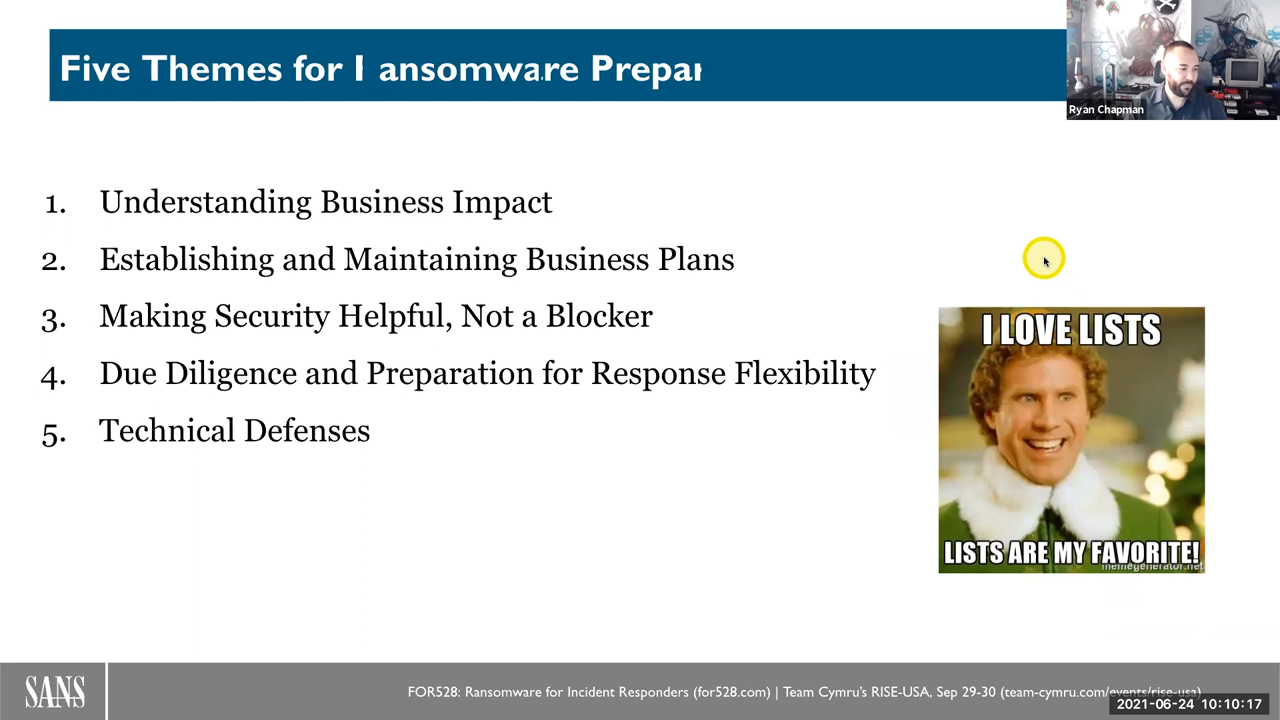 Five Themes for I ansomware Prepar
Ryan Chapman
1. Understanding Business Impact
2. Establishing and Maintaining Business Plans
3. Making Security Helpful, Not a Blocker
4. Due Diligence and Preparation for Response Flexibility
5. Technical Defenses
I LOVE LISTS
LISTS ARE MY FAVORITE!
memegenerator.net
SANS
FOR528: Ransomware for Incident Responders (for528.com) | Team Cymru's RISE-USA, Sep 29-30 (team-cymru.com/events/rise-usa)
2021-06-24 10:10:17